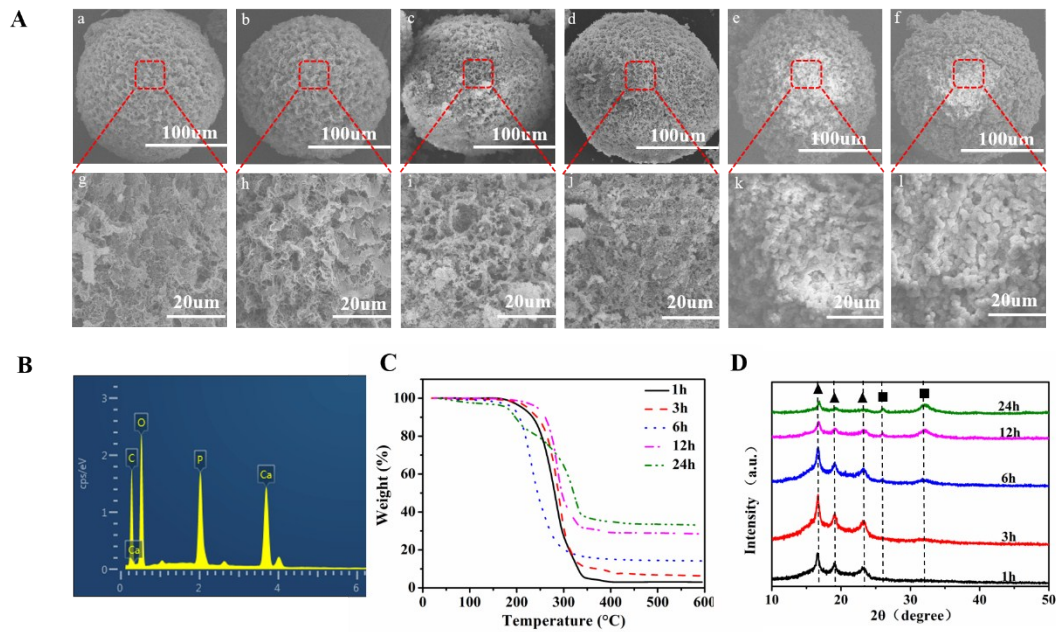 A
a
b
c
d
e
f
100um
100um
100um
100um
100um
100um
g
h
i
j
k
l
20um
20um
20um
20um
20um
20um
B
3
2
1
0
cps/eV
C
Ca
O
P
Ca
2
4
6
C
100
80
60
40
20
0
Weight (%)
1h
3h
6h
12h
24h
0
100
200
300
400
500
600
Temperature (°C)
D
Intensity (a.u.)
24h
12h
6h
3h
1h
10
20
30
40
50
2θ (degree)